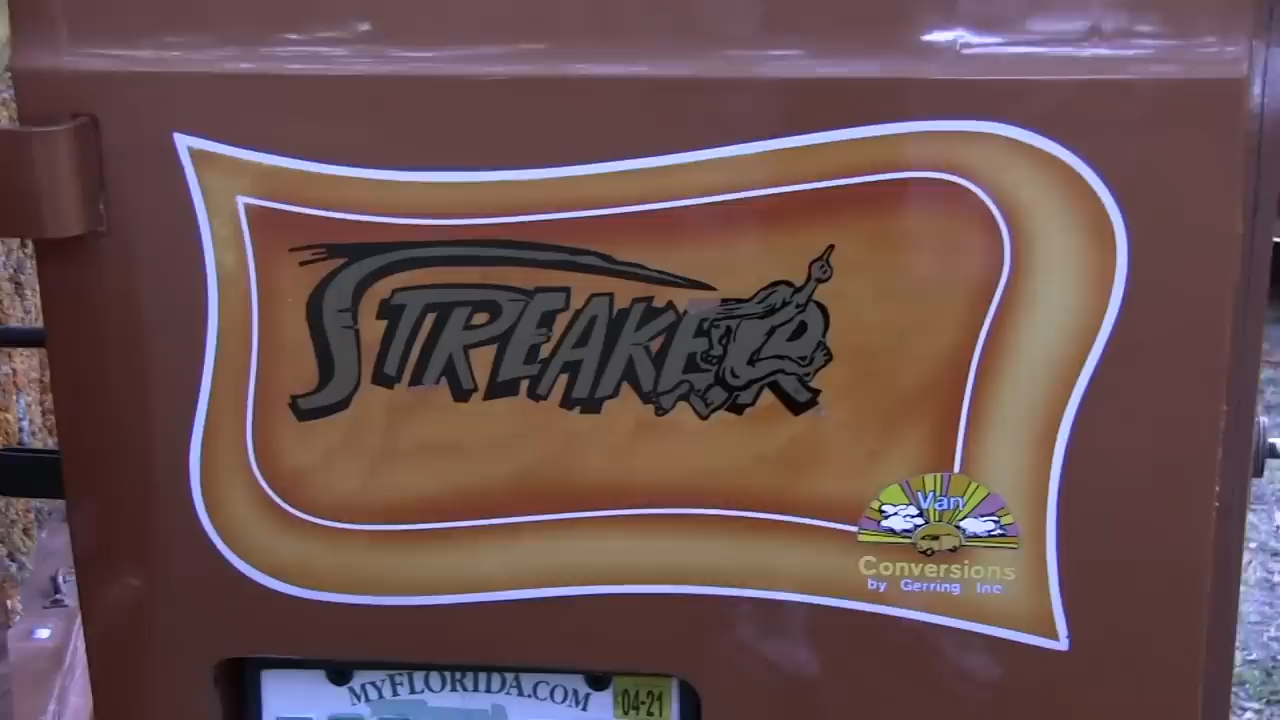 STREAKER
Van
Conversions
by Gerring Inc
MYFLORIDA.COM
04-21